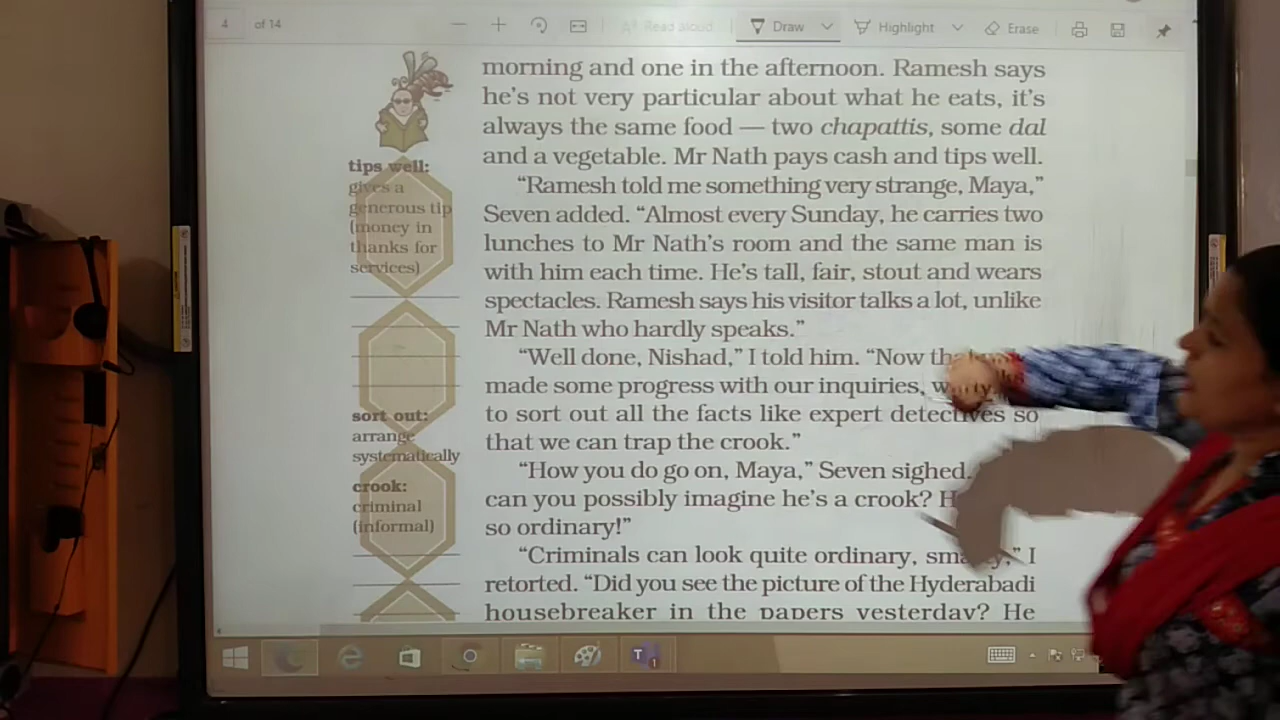 4 of 14
Read aloud Draw Highlight Erase
morning and one in the afternoon. Ramesh says
he's not very particular about what he eats, it's
always the same food — two chapattis, some dal
and a vegetable. Mr Nath pays cash and tips well.
"Ramesh told me something very strange, Maya,"
Seven added. "Almost every Sunday, he carries two
lunches to Mr Nath's room and the same man is
with him each time. He's tall, fair, stout and wears
spectacles. Ramesh says his visitor talks a lot, unlike
Mr Nath who hardly speaks."
"Well done, Nishad," I told him. "Now
made some progress with our inquiries,
to sort out all the facts like expert detectives so
that we can trap the crook."
"How you do go on, Maya," Seven sighed.
can you possibly imagine he's a crook?
so ordinary!"
"Criminals can look quite ordinary, I
retorted. "Did you see the picture of the Hyderabadi
housebreaker in the papers yesterday? He
tips well:
gives a
generous tip
(money in
thanks for
services)
sort out:
arrange
systematically
crook:
criminal
(informal)